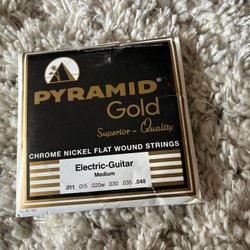 PYRAMID
Gold
Superior - Quality
CHROME NICKEL FLAT WOUND STRINGS
Electric-Guitar
Medium
.011 .015 .020w .030 .035 .048